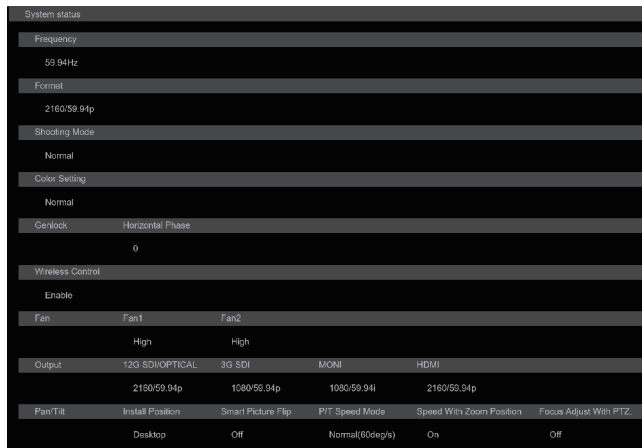 System status
Frequency
59.94Hz
Format
2160/59.94p
Shooting Mode
Normal
Color Setting
Normal
Genlock Horizontal Phase
0
Wireless Control
Enable
Fan Fan1 Fan2
High High
Output 12G SDI/OPTICAL 3G SDI MONI HDMI
2160/59.94p 1080/59.94p 1080/59.94i 2160/59.94p
Pan/Tilt Install Position Smart Picture Flip P/T Speed Mode Speed With Zoom Position Focus Adjust With PTZ.
Desktop Off Normal(60deg/s) On Off